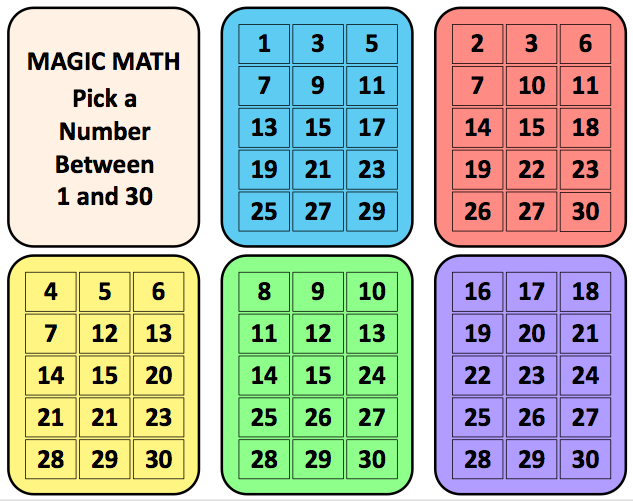 MAGIC MATH
Pick a
Number
Between
1 and 30
1 3 5
7 9 11
13 15 17
19 21 23
25 27 29
2 3 6
7 10 11
14 15 18
19 22 23
26 27 30
4 5 6
7 12 13
14 15 20
21 21 23
28 29 30
8 9 10
11 12 13
14 15 24
25 26 27
28 29 30
16 17 18
19 20 21
22 23 24
25 26 27
28 29 30